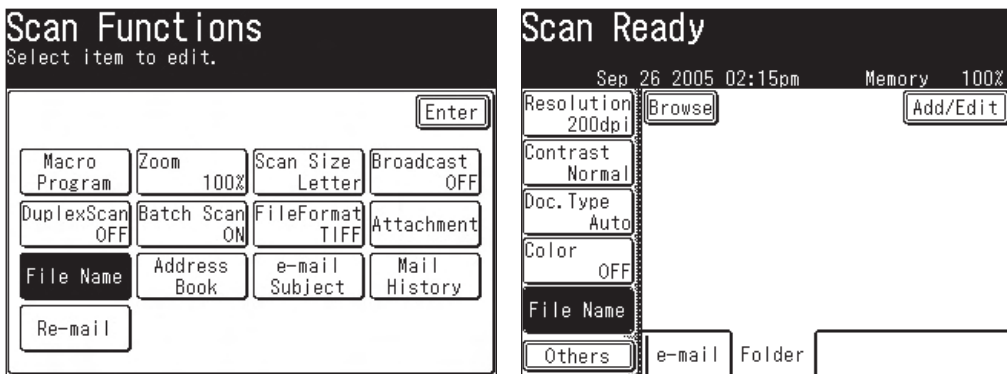 Scan Functions
Select item to edit.
Enter
Macro Program
Zoom 100%
Scan Size Letter
Broadcast OFF
DuplexScan OFF
Batch Scan ON
FileFormat TIFF
Attachment
File Name
Address Book
e-mail Subject
Mail History
Re-mail
Scan Ready
Sep 26 2005 02:15pm Memory 100%
Resolution 200dpi
Browse
Add/Edit
Contrast Normal
Doc.Type Auto
Color OFF
File Name
Others
e-mail
Folder